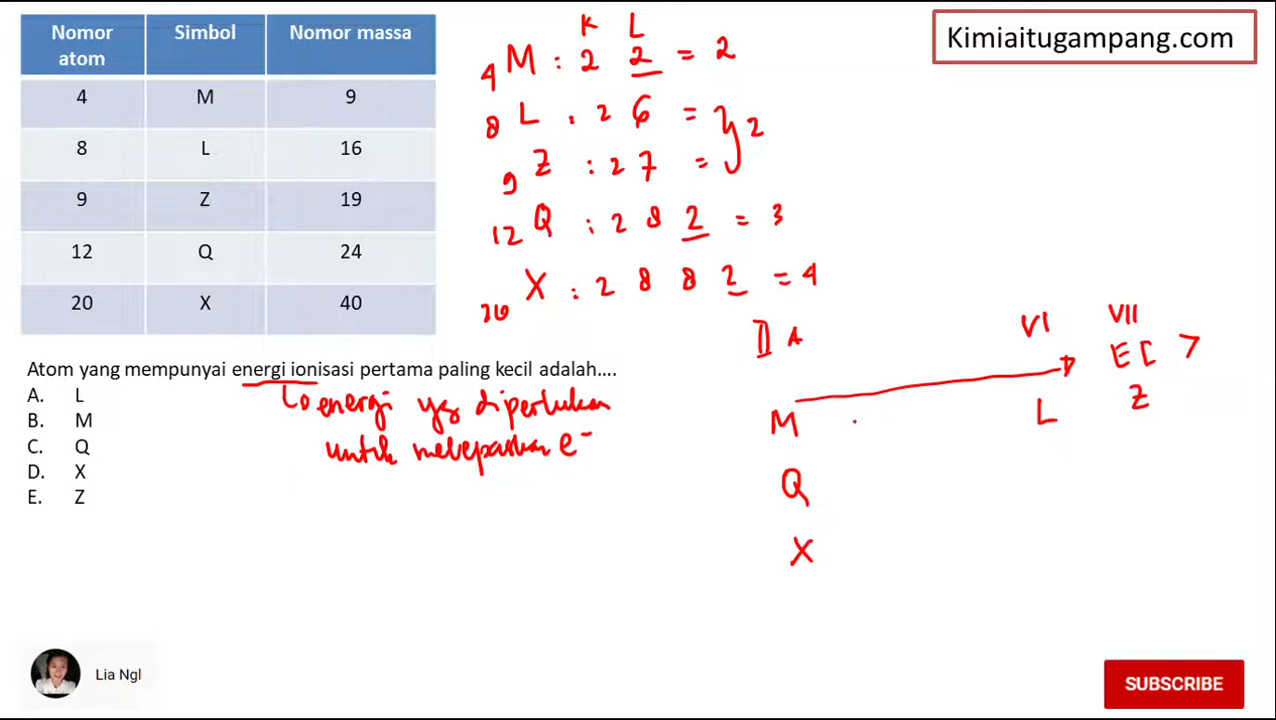 Nomor atom Simbol Nomor massa
4 M 9
8 L 16
9 Z 19
12 Q 24
20 X 40
K L
4 M : 2 2 = 2
8 L : 2 6 =
9 Z : 2 7 = } 2
12 Q : 2 8 2 = 3
20 X : 2 8 8 2 = 4
Kimiaitugampang.com
II A VI VII
EI >
M L Z
Q
X
Atom yang mempunyai energi ionisasi pertama paling kecil adalah....
↳ energi yg diperlukan
untuk melepaskan e-
A. L
B. M
C. Q
D. X
E. Z
Lia Ngl
SUBSCRIBE